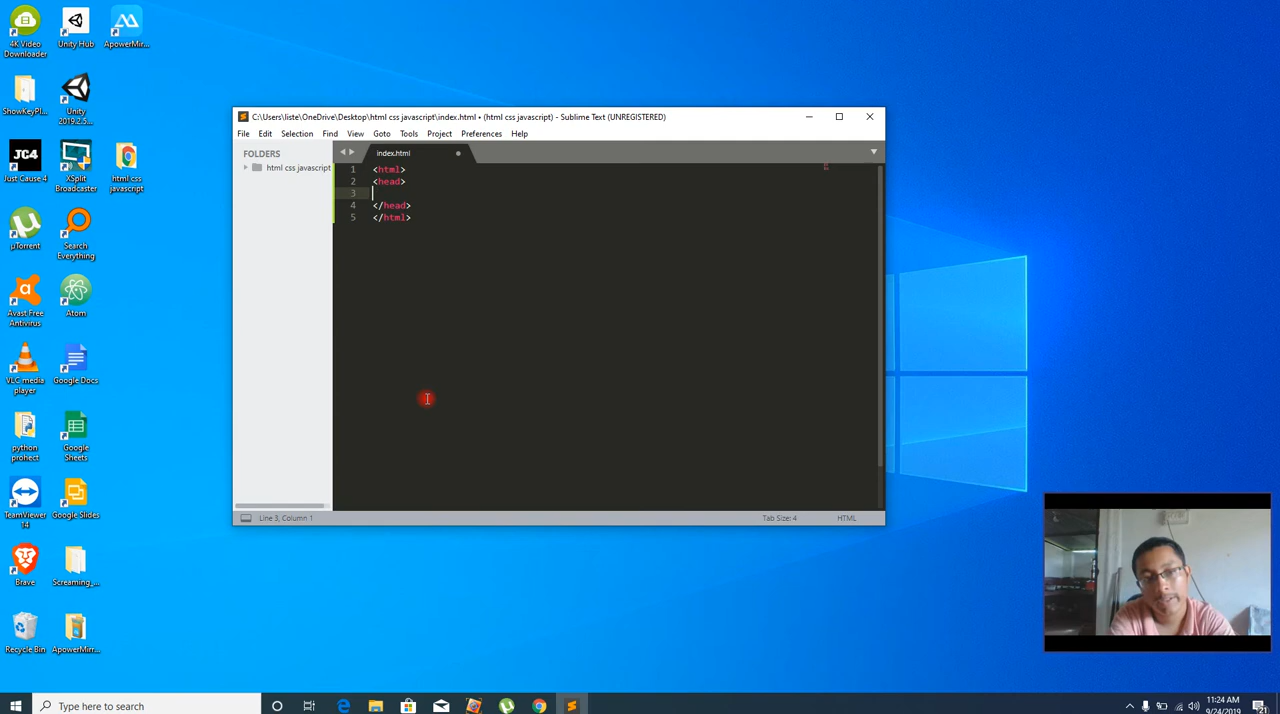 4K Video
Downloader
Unity Hub
ApowerMirr...
ShowKeyPl...
Unity
2019.2.5...
JC4
Just Cause 4
XSplit
Broadcaster
html css
javascript
µTorrent
Search
Everything
Avast Free
Antivirus
Atom
VLC media
player
Google Docs
python
prohect
Google
Sheets
TeamViewer
14
Google Slides
Brave
Screaming_...
Recycle Bin
ApowerMirr...
C:\Users\liste\OneDrive\Desktop\html css javascript\index.html • (html css javascript) - Sublime Text (UNREGISTERED)
File Edit Selection Find View Goto Tools Project Preferences Help
FOLDERS
html css javascript
index.html
1 <html>
2 <head>
3
4 </head>
5 </html>
Line 3, Column 1
Tab Size: 4
HTML
Type here to search
11:24 AM
9/24/2019
21